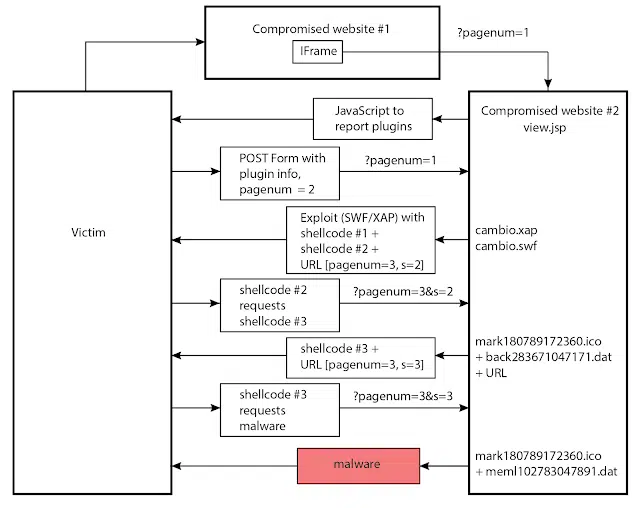 Compromised website #1
IFrame
?pagenum=1
JavaScript to
report plugins
Compromised website #2
view.jsp
POST Form with
plugin info,
pagenum = 2
?pagenum=1
Victim
Exploit (SWF/XAP) with
shellcode #1 +
shellcode #2 +
URL [pagenum=3, s=2]
cambio.xap
cambio.swf
shellcode #2
requests
shellcode #3
?pagenum=3&s=2
shellcode #3 +
URL [pagenum=3, s=3]
mark180789172360.ico
+ back283671047171.dat
+ URL
shellcode #3
requests
malware
?pagenum=3&s=3
malware
mark180789172360.ico
+ meml102783047891.dat